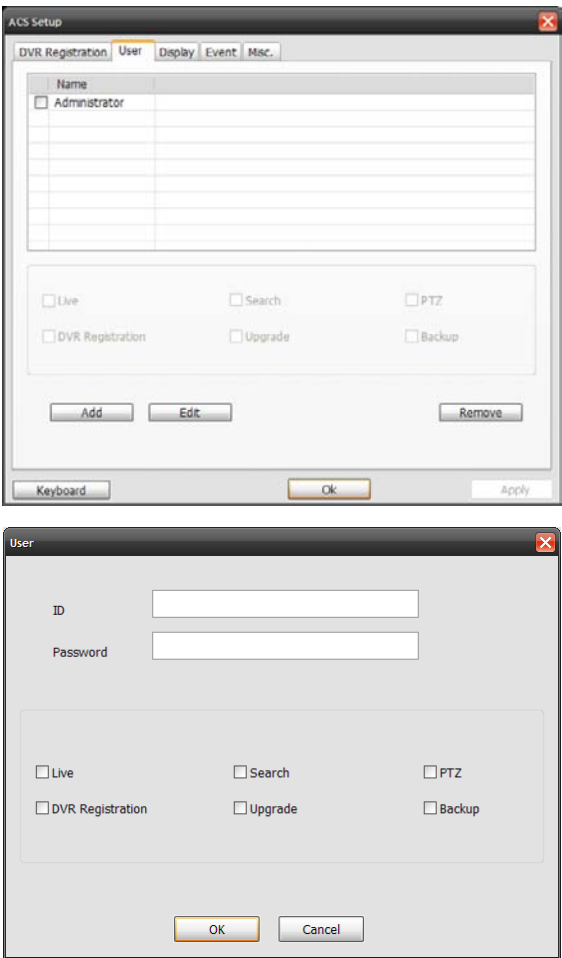 ACS Setup
DVR Registration User Display Event Misc.
Name
Administrator
Live Search PTZ
DVR Registration Upgrade Backup
Add Edit Remove
Keyboard Ok Apply
User
ID
Password
Live Search PTZ
DVR Registration Upgrade Backup
OK Cancel